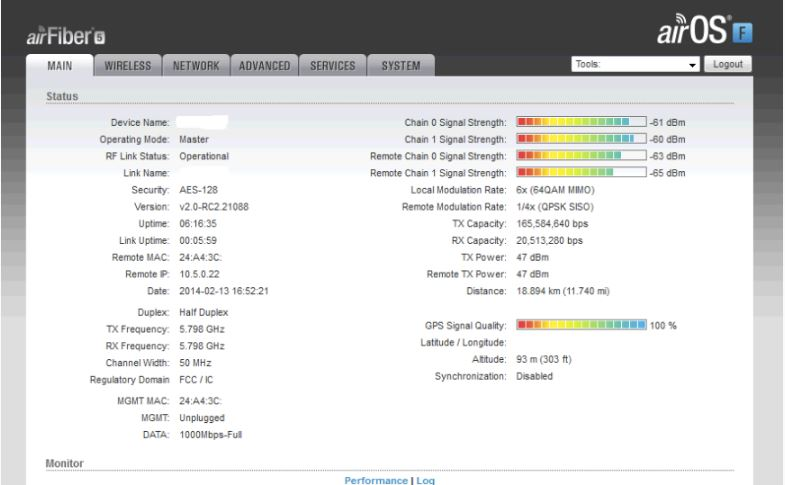 airFiber 5
airOS F
MAIN WIRELESS NETWORK ADVANCED SERVICES SYSTEM Tools: Logout
Status
Device Name:
Operating Mode: Master
RF Link Status: Operational
Link Name:
Security: AES-128
Version: v2.0-RC2.21088
Uptime: 06:16:35
Link Uptime: 00:05:59
Remote MAC: 24:A4:3C:
Remote IP: 10.5.0.22
Date: 2014-02-13 16:52:21
Duplex: Half Duplex
TX Frequency: 5.798 GHz
RX Frequency: 5.798 GHz
Channel Width: 50 MHz
Regulatory Domain FCC / IC
MGMT MAC: 24:A4:3C:
MGMT: Unplugged
DATA: 1000Mbps-Full
Chain 0 Signal Strength: -61 dBm
Chain 1 Signal Strength: -60 dBm
Remote Chain 0 Signal Strength: -63 dBm
Remote Chain 1 Signal Strength: -65 dBm
Local Modulation Rate: 6x (64QAM MIMO)
Remote Modulation Rate: 1/4x (QPSK SISO)
TX Capacity: 165,584,640 bps
RX Capacity: 20,513,280 bps
TX Power: 47 dBm
Remote TX Power: 47 dBm
Distance: 18.894 km (11.740 mi)
GPS Signal Quality: 100 %
Latitude / Longitude:
Altitude: 93 m (303 ft)
Synchronization: Disabled
Monitor
Performance | Log